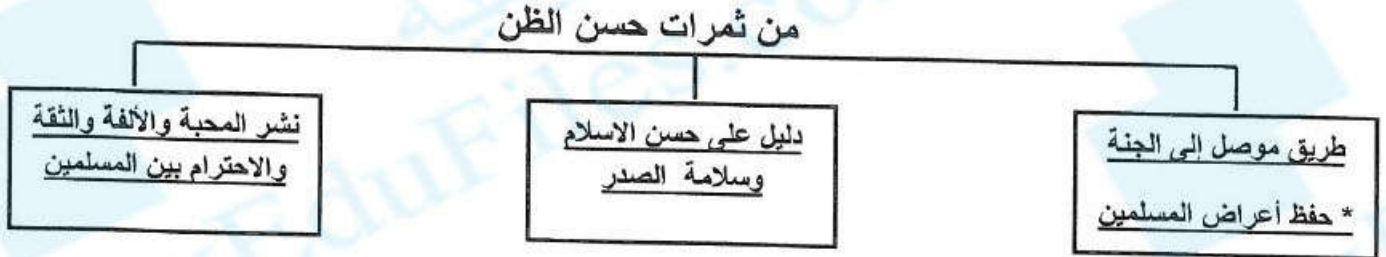 من ثمرات حسن الظن
طريق موصل إلى الجنة
* حفظ أعراض المسلمين
دليل على حسن الاسلام
وسلامة الصدر
نشر المحبة والألفة والثقة
والاحترام بين المسلمين